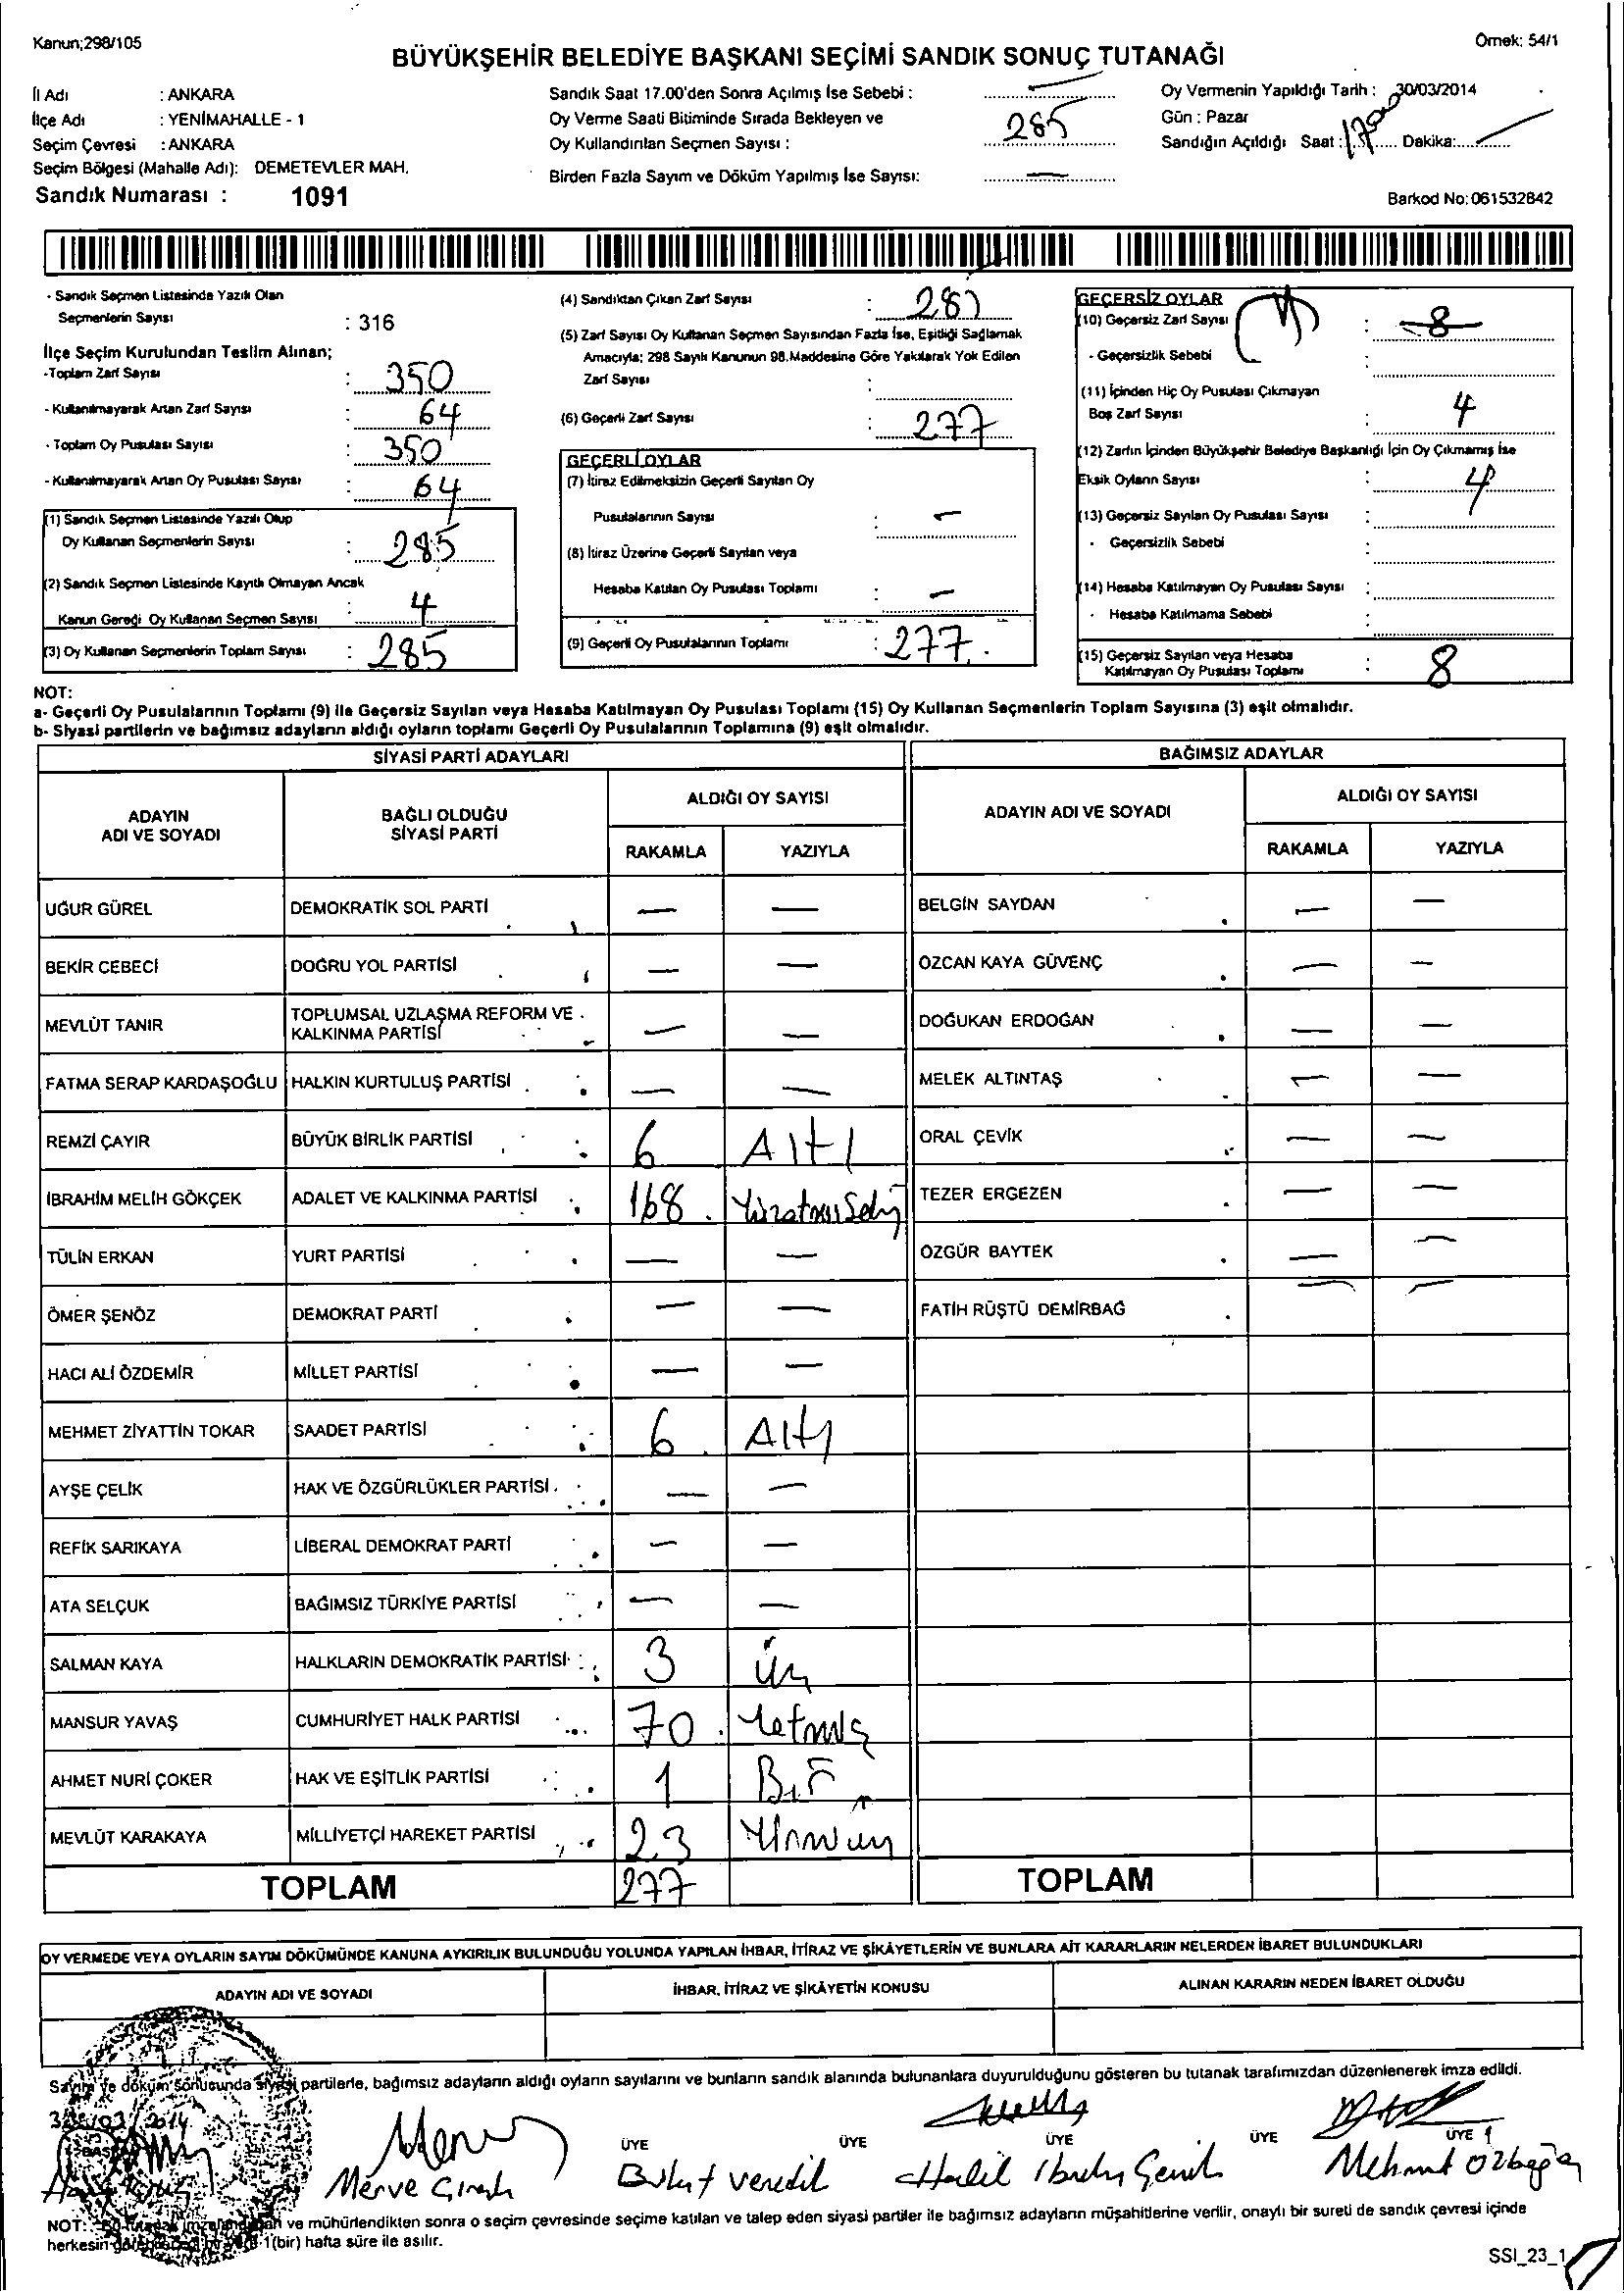 Kanun;298/105
Örnek: 54/1
BÜYÜKŞEHİR BELEDİYE BAŞKANI SEÇİMİ SANDIK SONUÇ TUTANAĞI
İl Adı : ANKARA
İlçe Adı : YENİMAHALLE - 1
Seçim Çevresi : ANKARA
Seçim Bölgesi (Mahalle Adı): DEMETEVLER MAH.
Sandık Numarası : 1091
Sandık Saat 17.00'den Sonra Açılmış İse Sebebi :
Oy Verme Saati Bitiminde Sırada Bekleyen ve
Oy Kullandırılan Seçmen Sayısı : 285
Birden Fazla Sayım ve Döküm Yapılmış İse Sayısı: —
Oy Vermenin Yapıldığı Tarih : 30/03/2014
Gün : Pazar
Sandığın Açıldığı Saat : 17 Dakika:
Barkod No:061532842
- Sandık Seçmen Listesinde Yazılı Olan
Seçmenlerin Sayısı : 316
İlçe Seçim Kurulundan Teslim Alınan;
-Toplam Zarf Sayısı : 350
- Kullanılmayarak Artan Zarf Sayısı : 64
- Toplam Oy Pusulası Sayısı : 350
- Kullanılmayarak Artan Oy Pusulası Sayısı : 64
(1) Sandık Seçmen Listesinde Yazılı Olup
Oy Kullanan Seçmenlerin Sayısı : 285
(2) Sandık Seçmen Listesinde Kayıtlı Olmayan Ancak
Kanun Gereği Oy Kullanan Seçmen Sayısı : 4
(3) Oy Kullanan Seçmenlerin Toplam Sayısı : 285
(4) Sandıktan Çıkan Zarf Sayısı :
(5) Zarf Sayısı Oy Kullanan Seçmen Sayısından Fazla İse, Eşitliği Sağlamak
Amacıyla; 298 Sayılı Kanunun 98.Maddesine Göre Yakılarak Yok Edilen
Zarf Sayısı :
(6) Geçerli Zarf Sayısı : 277
GEÇERLİ OYLAR
(7) İtiraz Edilmeksizin Geçerli Sayılan Oy
Pusulalarının Sayısı : —
(8) İtiraz Üzerine Geçerli Sayılan veya
Hesaba Katılan Oy Pusulası Toplamı : —
(9) Geçerli Oy Pusulalarının Toplamı : 277
GEÇERSİZ OYLAR
(10) Geçersiz Zarf Sayısı : 8
- Geçersizlik Sebebi :
(11) İçinden Hiç Oy Pusulası Çıkmayan
Boş Zarf Sayısı : 4
(12) Zarfın İçinden Büyükşehir Belediye Başkanlığı İçin Oy Çıkmamış İse
Eksik Oyların Sayısı : 4
(13) Geçersiz Sayılan Oy Pusulası Sayısı :
- Geçersizlik Sebebi :
(14) Hesaba Katılmayan Oy Pusulası Sayısı :
- Hesaba Katılmama Sebebi :
(15) Geçersiz Sayılan veya Hesaba
Katılmayan Oy Pusulası Toplamı : 8
NOT:
a- Geçerli Oy Pusulalarının Toplamı (9) ile Geçersiz Sayılan veya Hesaba Katılmayan Oy Pusulası Toplamı (15) Oy Kullanan Seçmenlerin Toplam Sayısına (3) eşit olmalıdır.
b- Siyasi partilerin ve bağımsız adayların aldığı oyların toplamı Geçerli Oy Pusulalarının Toplamına (9) eşit olmalıdır.
SİYASİ PARTİ ADAYLARI
ADAYIN ADI VE SOYADI
BAĞLI OLDUĞU SİYASİ PARTİ
ALDIĞI OY SAYISI
RAKAMLA YAZIYLA
UĞUR GÜREL DEMOKRATİK SOL PARTİ — —
BEKİR CEBECİ DOĞRU YOL PARTİSİ — —
MEVLÜT TANIR TOPLUMSAL UZLAŞMA REFORM VE KALKINMA PARTİSİ — —
FATMA SERAP KARDAŞOĞLU HALKIN KURTULUŞ PARTİSİ — —
REMZİ ÇAYIR BÜYÜK BİRLİK PARTİSİ 6 Altı
İBRAHİM MELİH GÖKÇEK ADALET VE KALKINMA PARTİSİ 168
TÜLİN ERKAN YURT PARTİSİ — —
ÖMER ŞENÖZ DEMOKRAT PARTİ — —
HACI ALİ ÖZDEMİR MİLLET PARTİSİ — —
MEHMET ZİYATTİN TOKAR SAADET PARTİSİ 6 Altı
AYŞE ÇELİK HAK VE ÖZGÜRLÜKLER PARTİSİ — —
REFİK SARIKAYA LİBERAL DEMOKRAT PARTİ — —
ATA SELÇUK BAĞIMSIZ TÜRKİYE PARTİSİ — —
SALMAN KAYA HALKLARIN DEMOKRATİK PARTİSİ 3 Üç
MANSUR YAVAŞ CUMHURİYET HALK PARTİSİ 70 Yetmiş
AHMET NURİ ÇOKER HAK VE EŞİTLİK PARTİSİ 1 Bir
MEVLÜT KARAKAYA MİLLİYETÇİ HAREKET PARTİSİ 23
TOPLAM 277
BAĞIMSIZ ADAYLAR
ADAYIN ADI VE SOYADI
ALDIĞI OY SAYISI
RAKAMLA YAZIYLA
BELGİN SAYDAN — —
ÖZCAN KAYA GÜVENÇ — —
DOĞUKAN ERDOĞAN — —
MELEK ALTINTAŞ — —
ORAL ÇEVİK — —
TEZER ERGEZEN — —
ÖZGÜR BAYTEK — —
FATİH RÜŞTÜ DEMİRBAĞ — —
TOPLAM
OY VERMEDE VEYA OYLARIN SAYIM DÖKÜMÜNDE KANUNA AYKIRILIK BULUNDUĞU YOLUNDA YAPILAN İHBAR, İTİRAZ VE ŞİKÂYETLERİN VE BUNLARA AİT KARARLARIN NELERDEN İBARET BULUNDUKLARI
ADAYIN ADI VE SOYADI
İHBAR, İTİRAZ VE ŞİKÂYETİN KONUSU
ALINAN KARARIN NEDEN İBARET OLDUĞU
Sayım ve döküm sonucunda siyasi partilerle, bağımsız adayların aldığı oyların sayılarını ve bunların sandık alanında bulunanlara duyurulduğunu gösteren bu tutanak tarafımızdan düzenlenerek imza edildi.
ÜYE ÜYE ÜYE ÜYE ÜYE
Merve Bulut Halil Mehmet
NOT: Bu tutanak imzalandıktan ve mühürlendikten sonra o seçim çevresinde seçime katılan ve talep eden siyasi partiler ile bağımsız adayların müşahitlerine verilir, onaylı bir sureti de sandık çevresi içinde
herkesin 1(bir) hafta süre ile asılır.
SSI_23_1